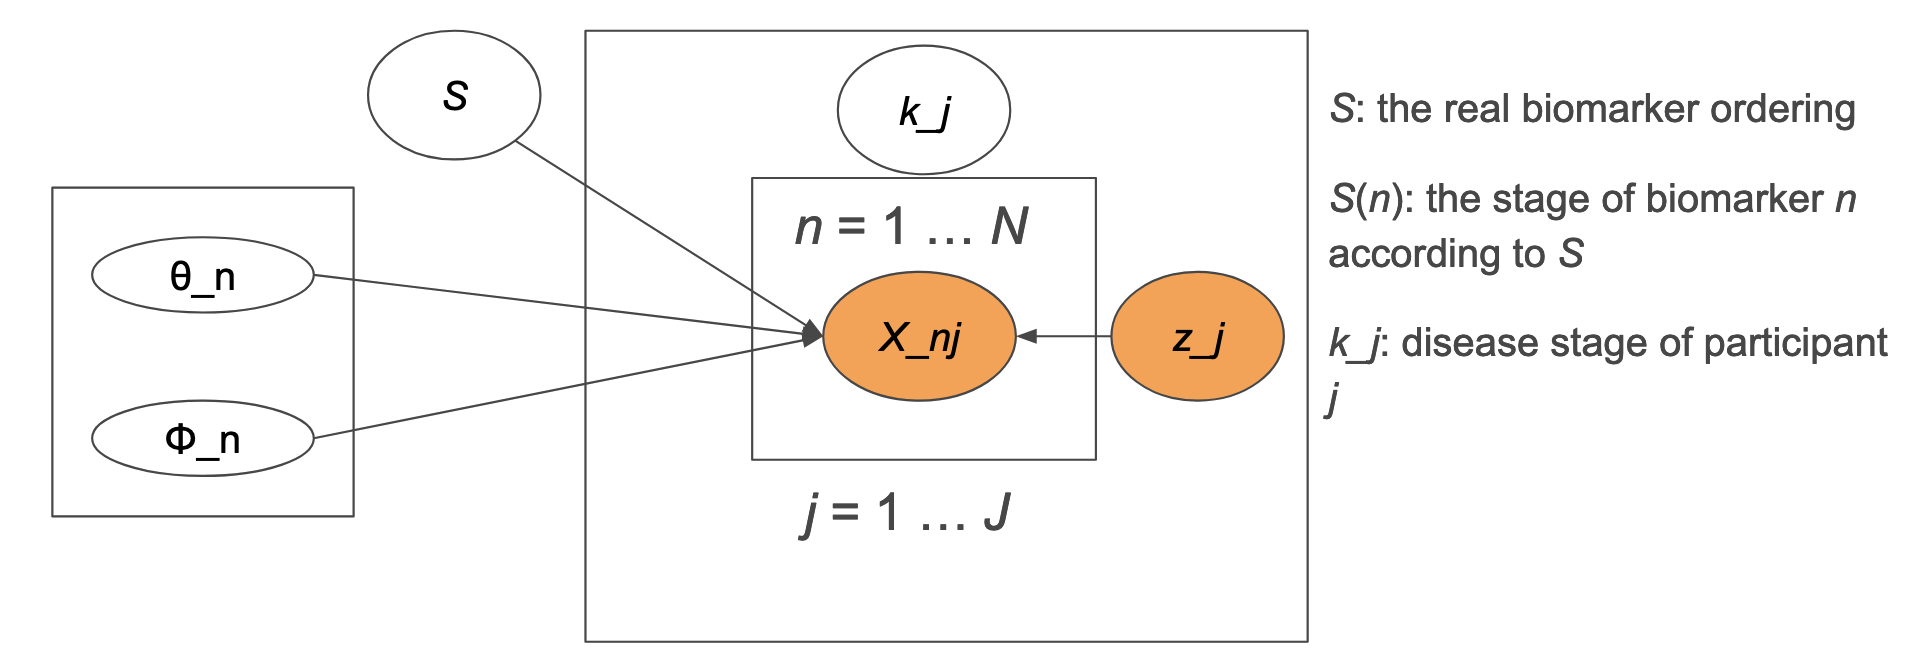 S
k_j
n = 1 … N
θ_n
X_nj
z_j
Φ_n
j = 1 … J
S: the real biomarker ordering
S(n): the stage of biomarker n
according to S
k_j: disease stage of participant
j